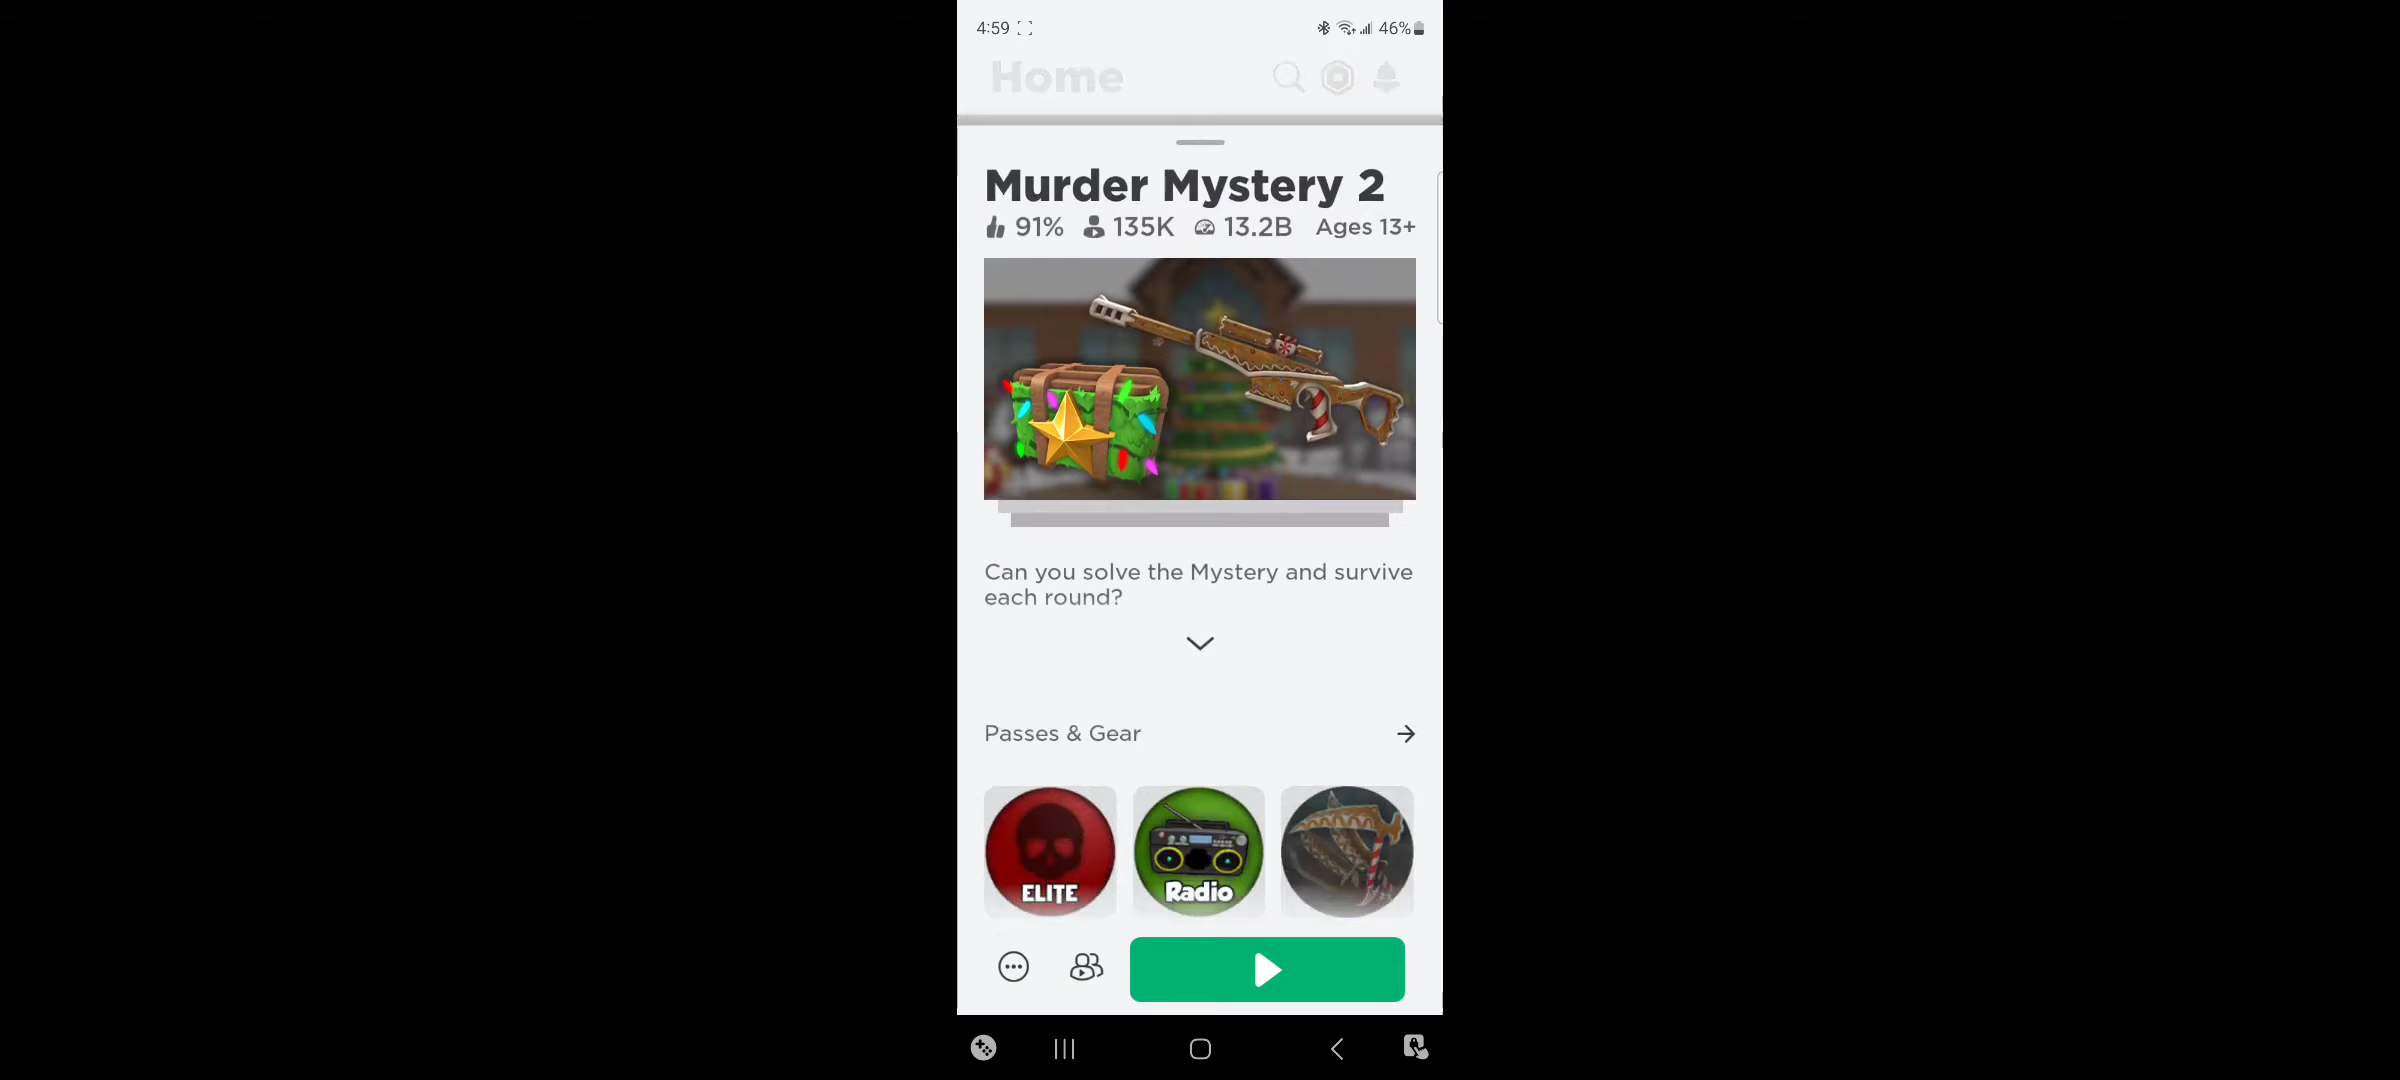 4:59 46%
Home
Murder Mystery 2
91% 135K 13.2B Ages 13+
Can you solve the Mystery and survive
each round?
Passes & Gear
ELITE Radio